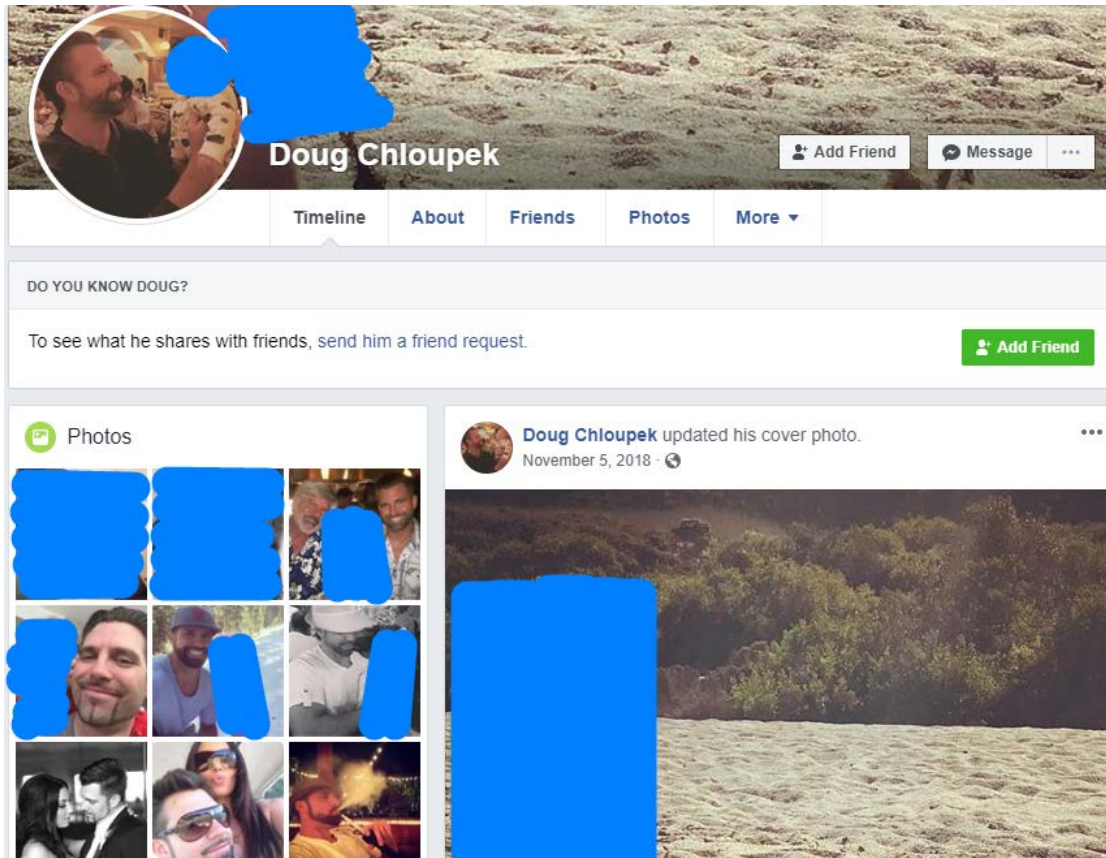 Doug Chloupek
Add Friend
Message
Timeline About Friends Photos More
DO YOU KNOW DOUG?
To see what he shares with friends, send him a friend request.
Add Friend
Photos
Doug Chloupek updated his cover photo.
November 5, 2018 ·